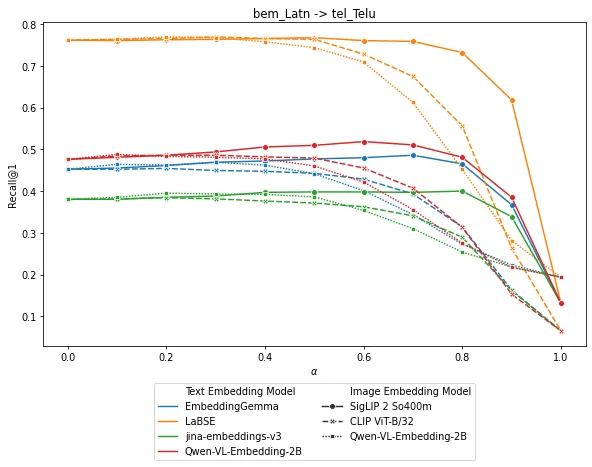 bem_Latn -> tel_Telu
0.8
0.7
0.6
0.5
0.4
0.3
0.2
0.1
Recall@1
0.0 0.2 0.4 0.6 0.8 1.0
α
Text Embedding Model Image Embedding Model
EmbeddingGemma SigLIP 2 So400m
LaBSE CLIP ViT-B/32
jina-embeddings-v3 Qwen-VL-Embedding-2B
Qwen-VL-Embedding-2B